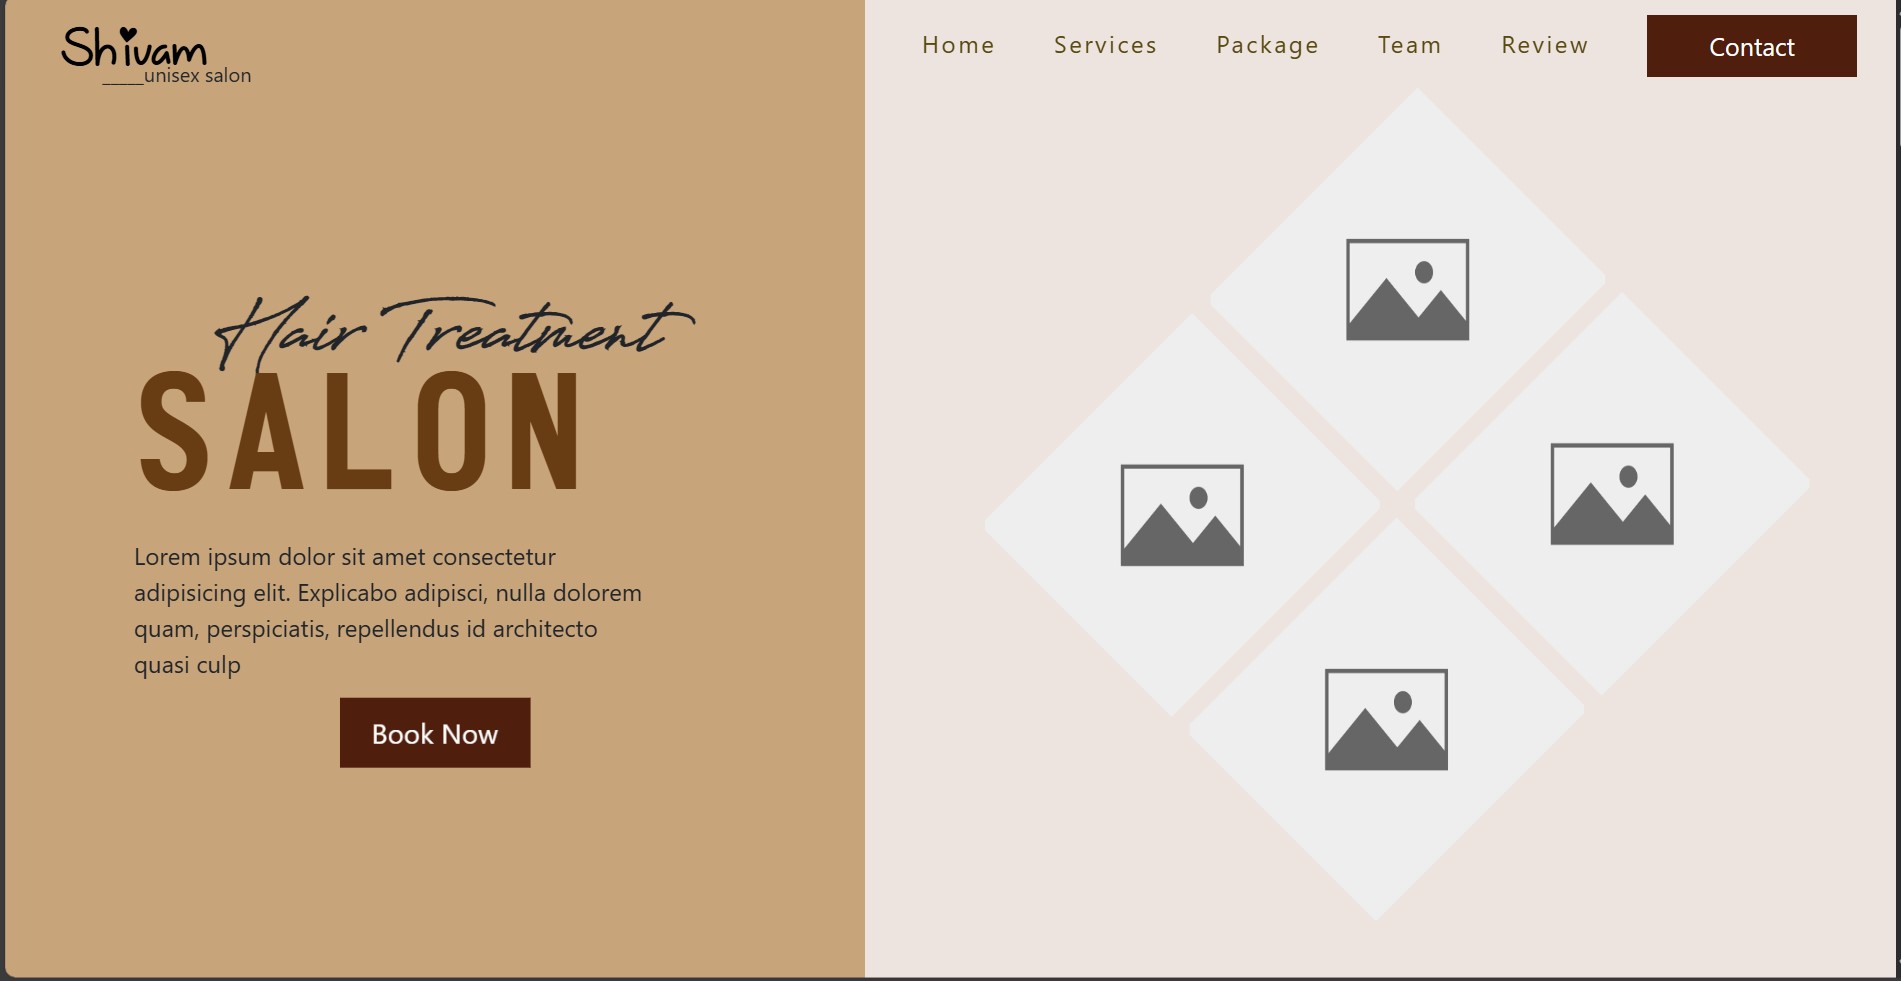 Shivam
_____unisex salon
Home
Services
Package
Team
Review
Contact
Hair Treatment
SALON
Lorem ipsum dolor sit amet consectetur
adipisicing elit. Explicabo adipisci, nulla dolorem
quam, perspiciatis, repellendus id architecto
quasi culp
Book Now